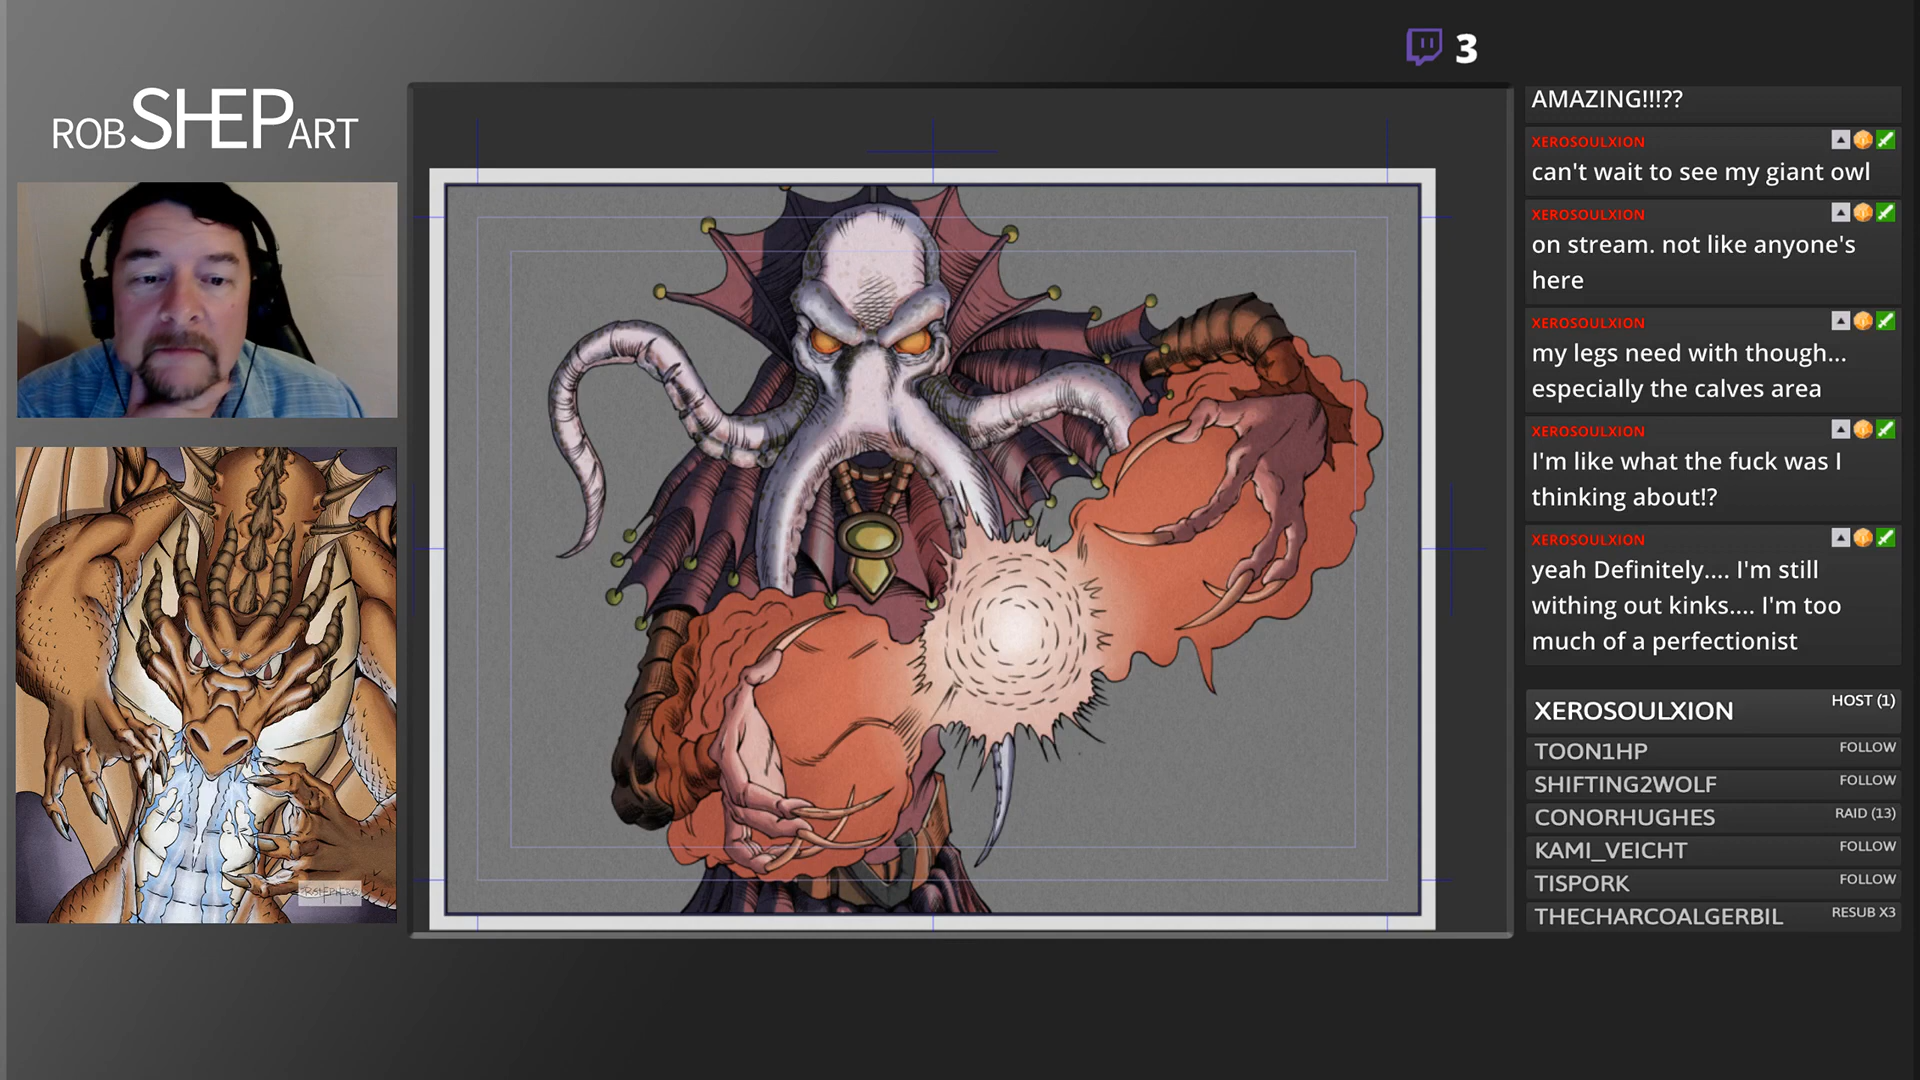 3
ROBSHEPART
AMAZING!!!??
XEROSOULXION
can't wait to see my giant owl
XEROSOULXION
on stream. not like anyone's
here
XEROSOULXION
my legs need with though...
especially the calves area
XEROSOULXION
I'm like what the fuck was I
thinking about!?
XEROSOULXION
yeah Definitely.... I'm still
withing out kinks.... I'm too
much of a perfectionist
XEROSOULXION HOST (1)
TOON1HP FOLLOW
SHIFTING2WOLF FOLLOW
CONORHUGHES RAID (13)
KAMI_VEICHT FOLLOW
TISPORK FOLLOW
THECHARCOALGERBIL RESUB X3